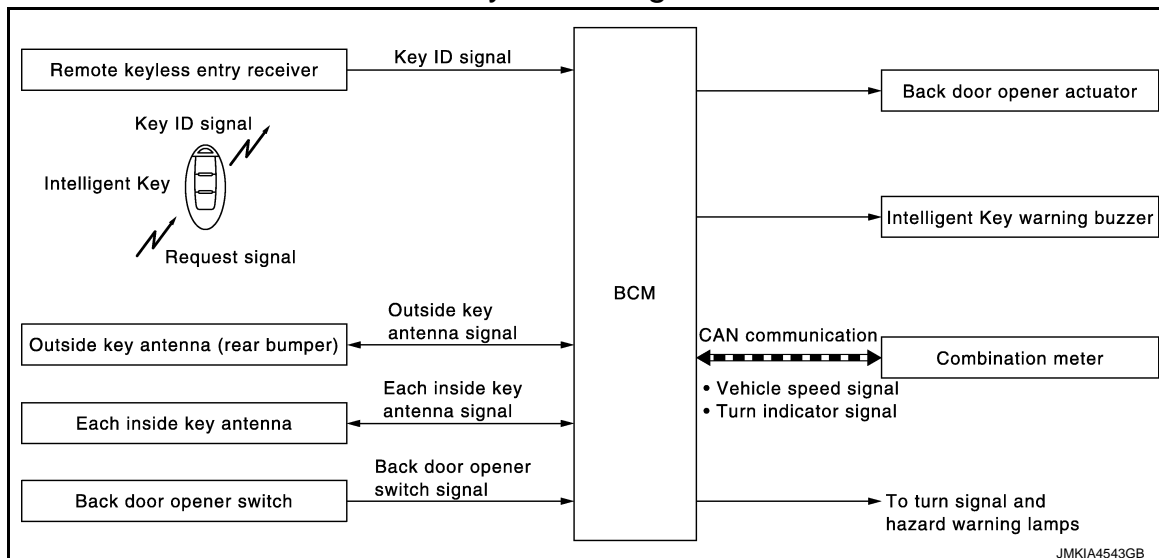 Remote keyless entry receiver
Key ID signal
Back door opener actuator
Key ID signal
Intelligent Key
Request signal
Intelligent Key warning buzzer
BCM
Outside key
antenna signal
Outside key antenna (rear bumper)
CAN communication
Combination meter
• Vehicle speed signal
• Turn indicator signal
Each inside key
antenna signal
Each inside key antenna
Back door opener
switch signal
Back door opener switch
To turn signal and
hazard warning lamps
JMKIA4543GB